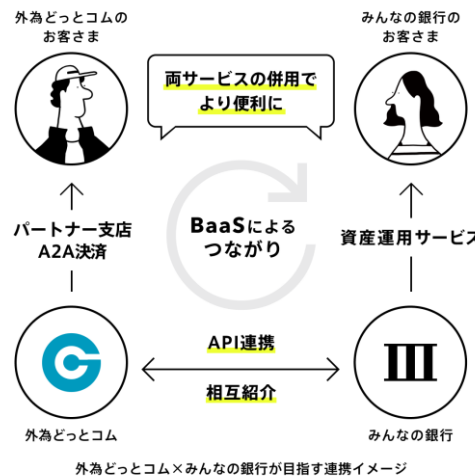 外為どっとコムの
お客さま
みんなの銀行の
お客さま
両サービスの併用で
より便利に
パートナー支店
A2A決済
BaaSによる
つながり
資産運用サービス
API連携
相互紹介
外為どっとコム
みんなの銀行
外為どっとコム×みんなの銀行が目指す連携イメージ